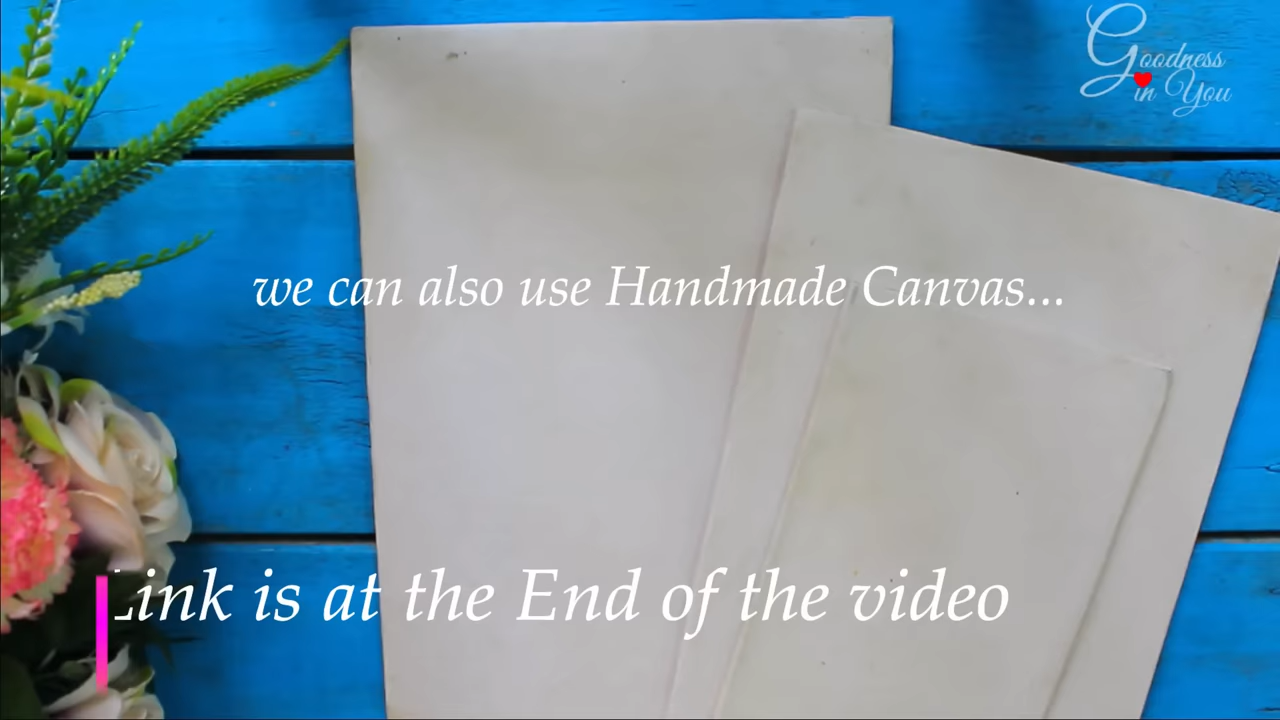 Goodness
in You
we can also use Handmade Canvas...
Link is at the End of the video